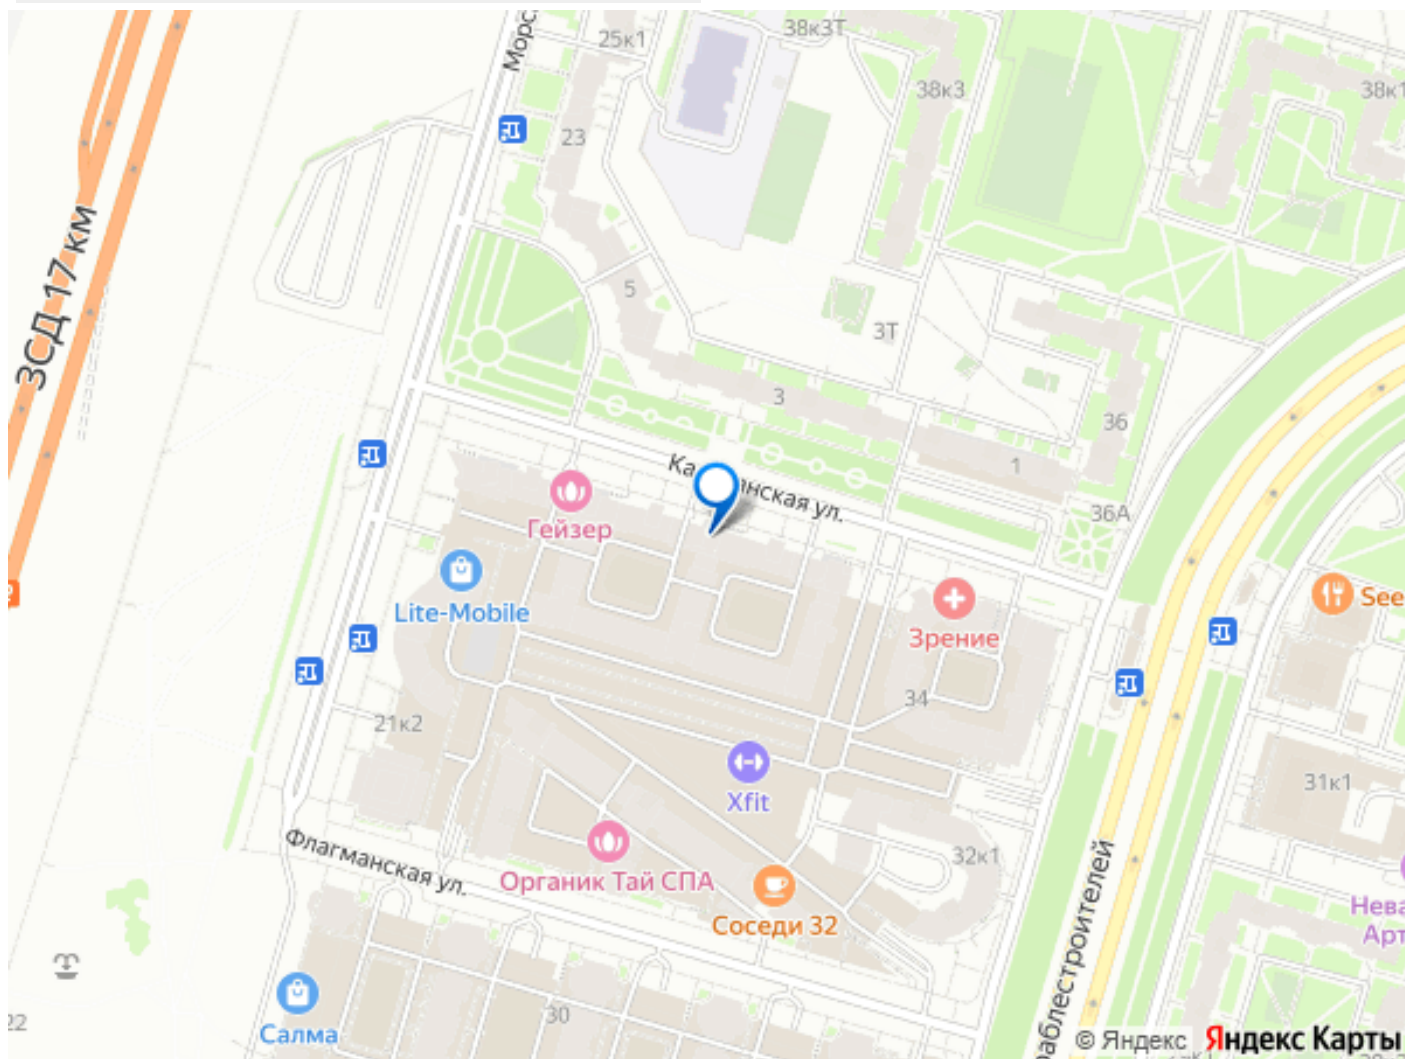 Морс
25к1
38к3Т
38к3
38к1
23
ЗСД 17 км
5
3Т
3
36
1
Ка
нская ул.
36А
Гейзер
Lite-Mobile
See
Зрение
34
21к2
Xfit
31к1
Флагманская ул.
32к1
Органик Тай СПА
Соседи 32
Нева
Арт
раблестроителей
30
22
Салма
© Яндекс Яндекс Карты